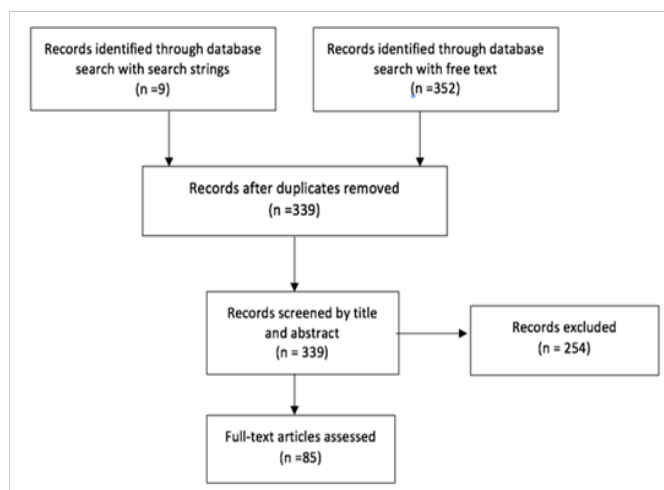 Records identified through database
search with search strings
(n =9)
Records identified through database
search with free text
(n =352)
Records after duplicates removed
(n =339)
Records screened by title
and abstract
(n = 339)
Records excluded
(n = 254)
Full-text articles assessed
(n =85)